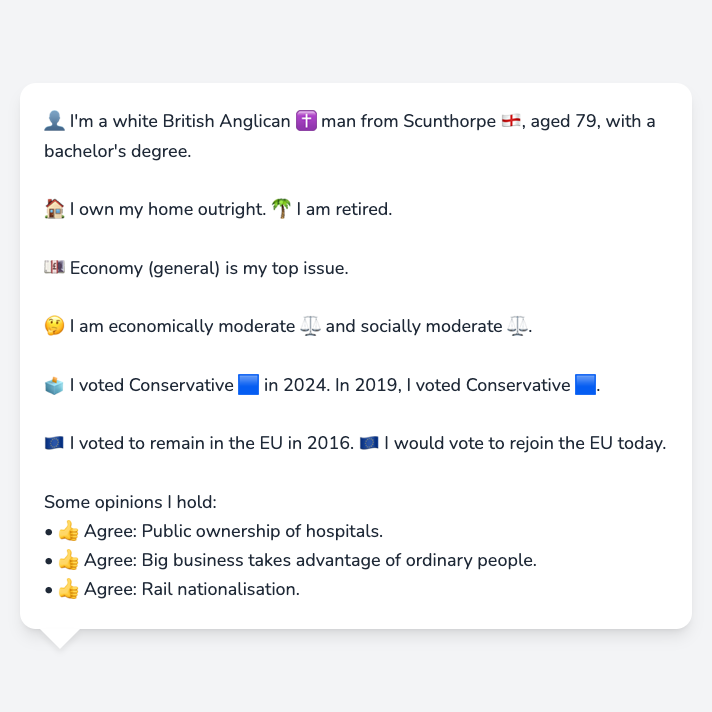 👤 I'm a white British Anglican ✝️ man from Scunthorpe 🏴󠁧󠁢󠁥󠁮󠁧󠁿, aged 79, with a
bachelor's degree.
🏠 I own my home outright. 🌴 I am retired.
💷 Economy (general) is my top issue.
🤔 I am economically moderate ⚖️ and socially moderate ⚖️.
🗳️ I voted Conservative 🟦 in 2024. In 2019, I voted Conservative 🟦.
🇪🇺 I voted to remain in the EU in 2016. 🇪🇺 I would vote to rejoin the EU today.
Some opinions I hold:
• 👍 Agree: Public ownership of hospitals.
• 👍 Agree: Big business takes advantage of ordinary people.
• 👍 Agree: Rail nationalisation.